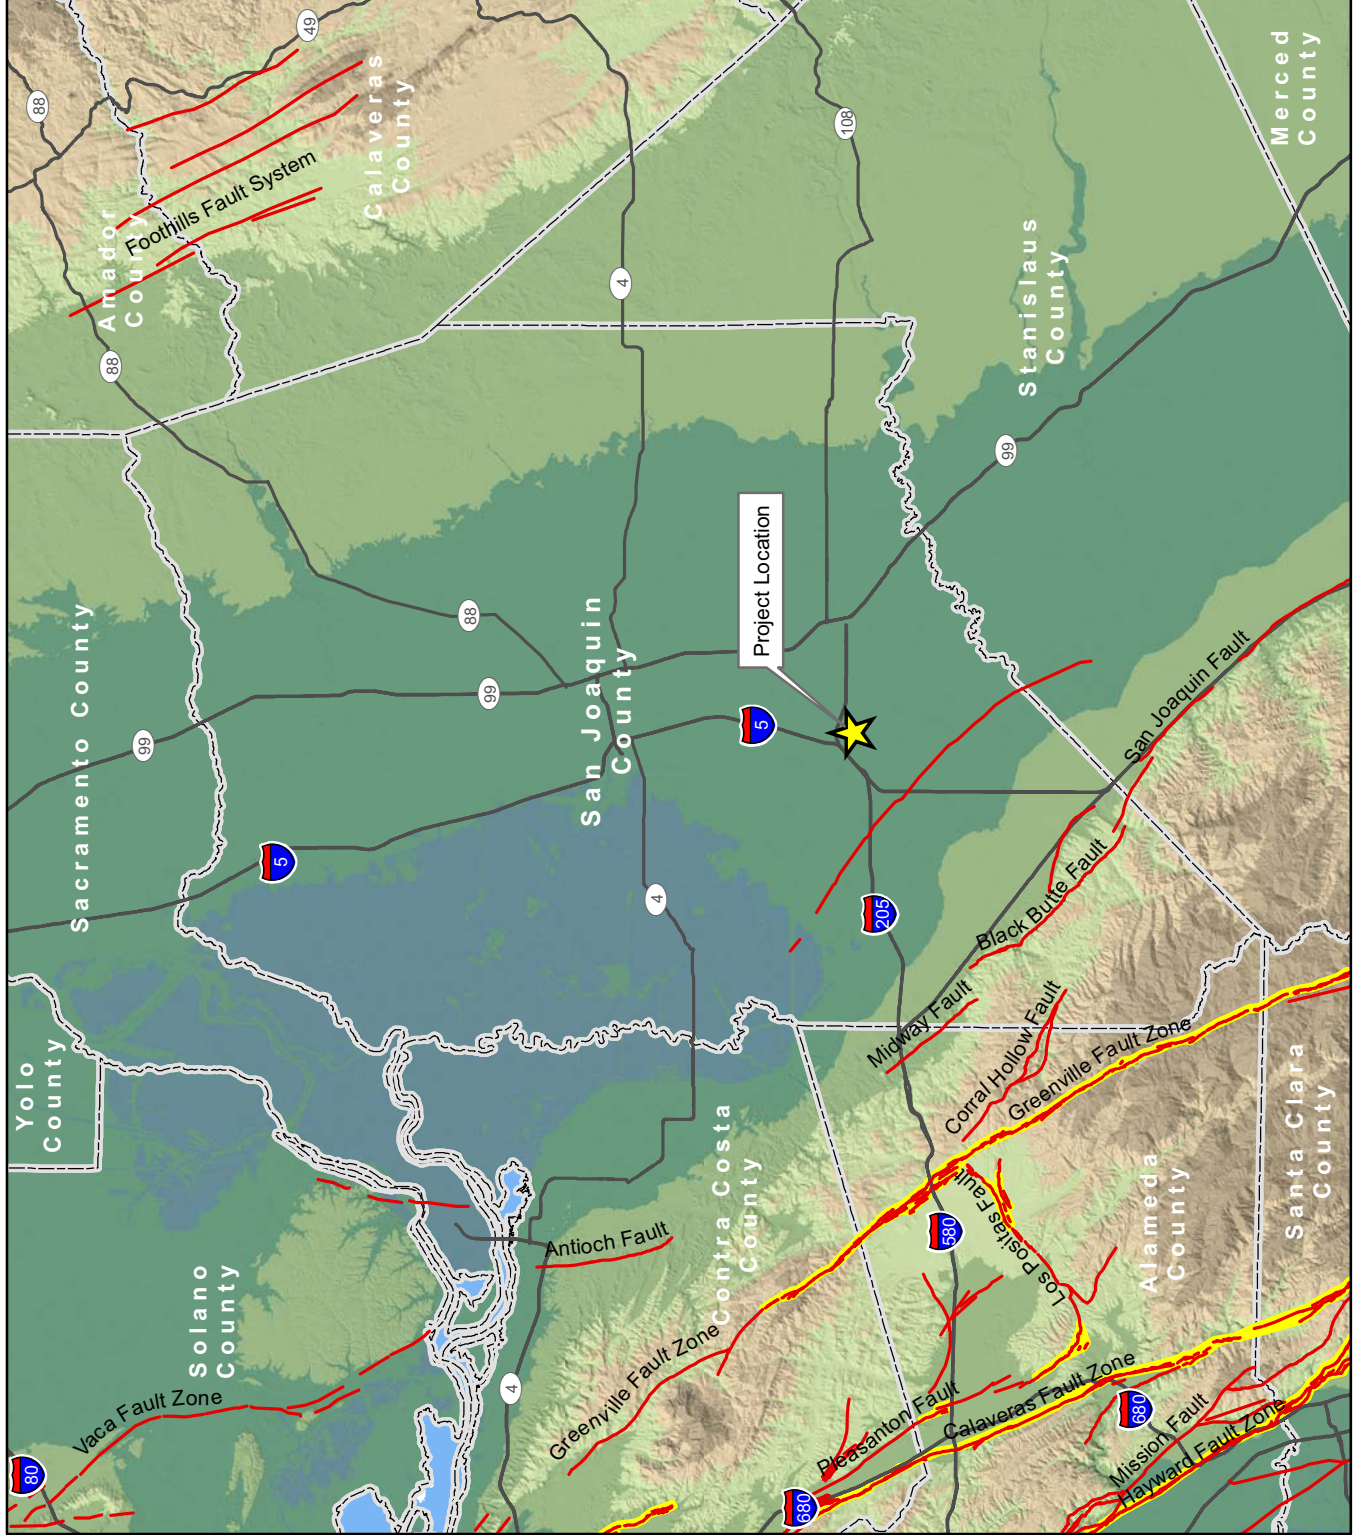 80
Vaca Fault Zone
Solano
County
Yolo
County
Sacramento County
99
5
88
49
88
Amador
County
Foothills Fault System
Calaveras
County
88
99
4
Antioch Fault
San Joaquin
County
4
4
Greenville Fault Zone
Contra Costa
County
5
Project Location
108
680
Pleasanton Fault
Midway Fault
205
580
Calaveras Fault Zone
Los Positas Fault
Corral Hollow Fault
Greenville Fault Zone
Black Butte Fault
99
Stanislaus
County
680
Mission Fault
Hayward Fault Zone
Alameda
County
San Joaquin Fault
Santa Clara
County
Merced
County